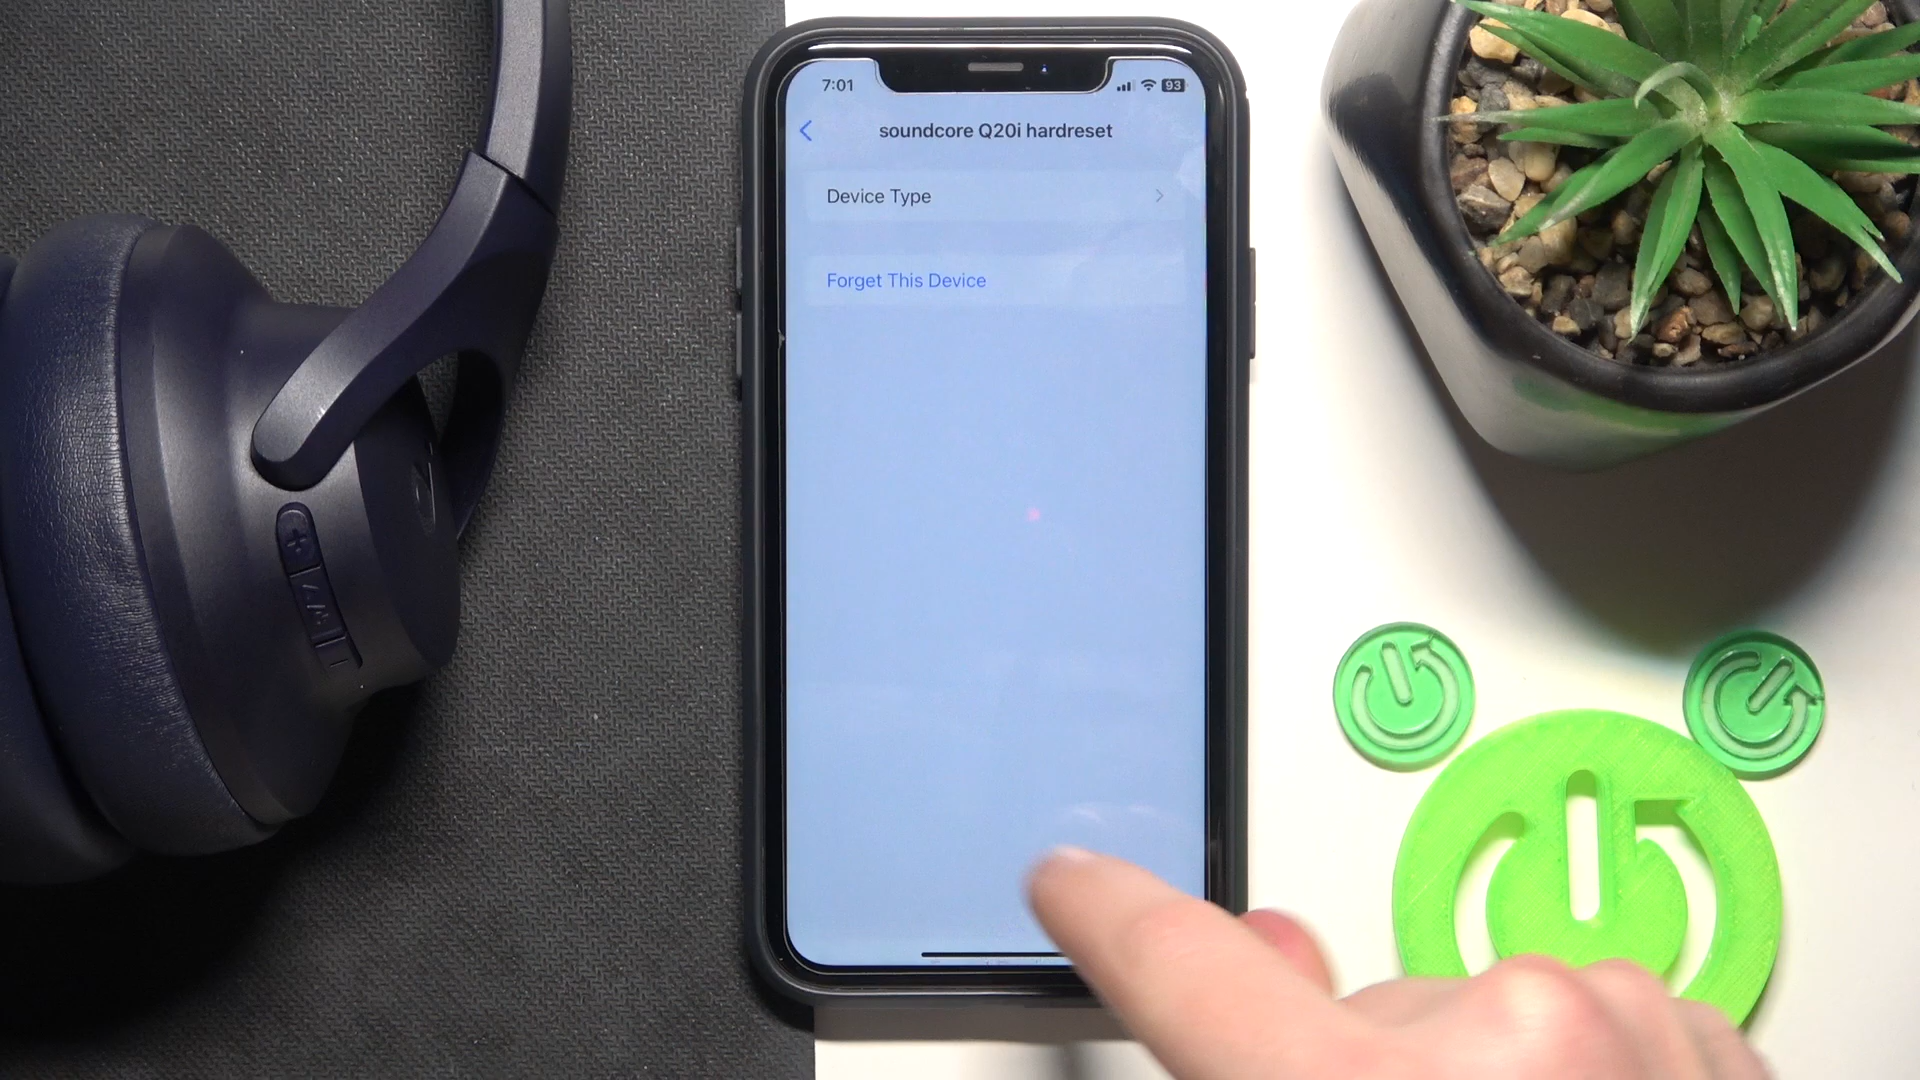 7:01
93
soundcore Q20i hardreset
Device Type
Forget This Device